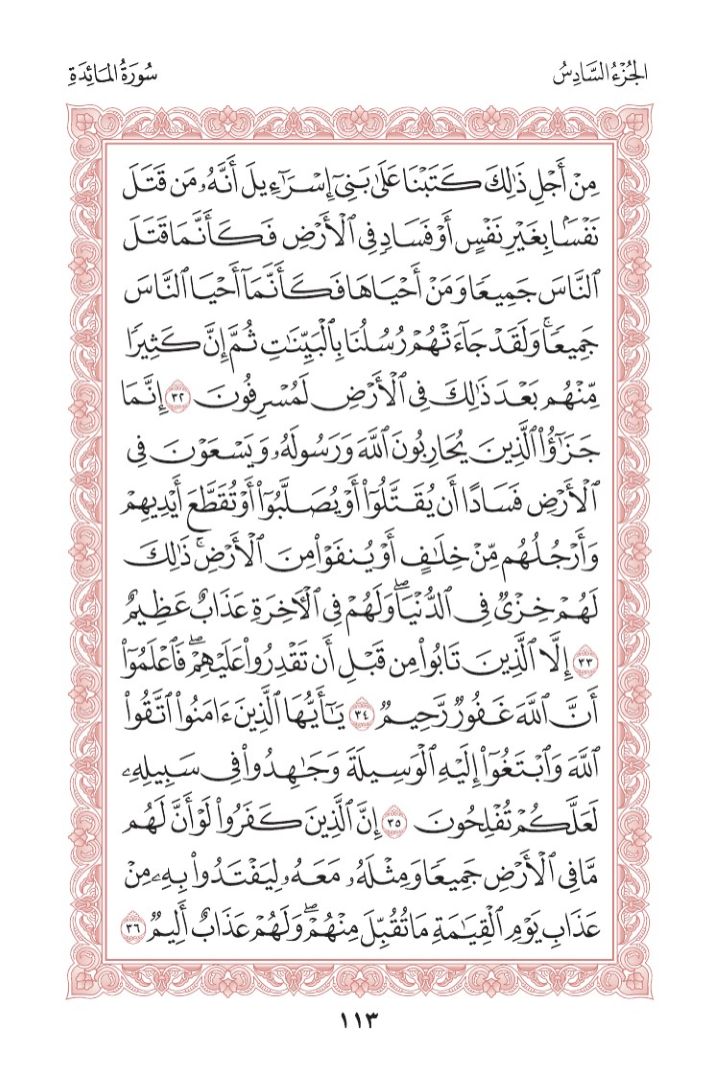 الجُزْءُ السَّادِسُ
سُورَةُ المَائِدَةِ
مِنْ أَجْلِ ذَٰلِكَ كَتَبْنَا عَلَىٰ بَنِىٓ إِسْرَٰٓءِيلَ أَنَّهُۥ مَن قَتَلَ
نَفْسًۢا بِغَيْرِ نَفْسٍ أَوْ فَسَادٍ فِى ٱلْأَرْضِ فَكَأَنَّمَا قَتَلَ
ٱلنَّاسَ جَمِيعًا وَمَنْ أَحْيَاهَا فَكَأَنَّمَآ أَحْيَا ٱلنَّاسَ
جَمِيعًاۚ وَلَقَدْ جَآءَتْهُمْ رُسُلُنَا بِٱلْبَيِّنَٰتِ ثُمَّ إِنَّ كَثِيرًا
مِّنْهُم بَعْدَ ذَٰلِكَ فِى ٱلْأَرْضِ لَمُسْرِفُونَ ٣٢ إِنَّمَا
جَزَٰٓؤُا۟ ٱلَّذِينَ يُحَارِبُونَ ٱللَّهَ وَرَسُولَهُۥ وَيَسْعَوْنَ فِى
ٱلْأَرْضِ فَسَادًا أَن يُقَتَّلُوٓا۟ أَوْ يُصَلَّبُوٓا۟ أَوْ تُقَطَّعَ أَيْدِيهِمْ
وَأَرْجُلُهُم مِّنْ خِلَٰفٍ أَوْ يُنفَوْا۟ مِنَ ٱلْأَرْضِۚ ذَٰلِكَ
لَهُمْ خِزْىٌ فِى ٱلدُّنْيَاۖ وَلَهُمْ فِى ٱلْءَاخِرَةِ عَذَابٌ عَظِيمٌ
٣٣ إِلَّا ٱلَّذِينَ تَابُوا۟ مِن قَبْلِ أَن تَقْدِرُوا۟ عَلَيْهِمْۖ فَٱعْلَمُوٓا۟
أَنَّ ٱللَّهَ غَفُورٌ رَّحِيمٌ ٣٤ يَٰٓأَيُّهَا ٱلَّذِينَ ءَامَنُوا۟ ٱتَّقُوا۟
ٱللَّهَ وَٱبْتَغُوٓا۟ إِلَيْهِ ٱلْوَسِيلَةَ وَجَٰهِدُوا۟ فِى سَبِيلِهِۦ
لَعَلَّكُمْ تُفْلِحُونَ ٣٥ إِنَّ ٱلَّذِينَ كَفَرُوا۟ لَوْ أَنَّ لَهُم
مَّا فِى ٱلْأَرْضِ جَمِيعًا وَمِثْلَهُۥ مَعَهُۥ لِيَفْتَدُوا۟ بِهِۦ مِنْ
عَذَابِ يَوْمِ ٱلْقِيَٰمَةِ مَا تُقُبِّلَ مِنْهُمْۖ وَلَهُمْ عَذَابٌ أَلِيمٌ ٣٦
١١٣